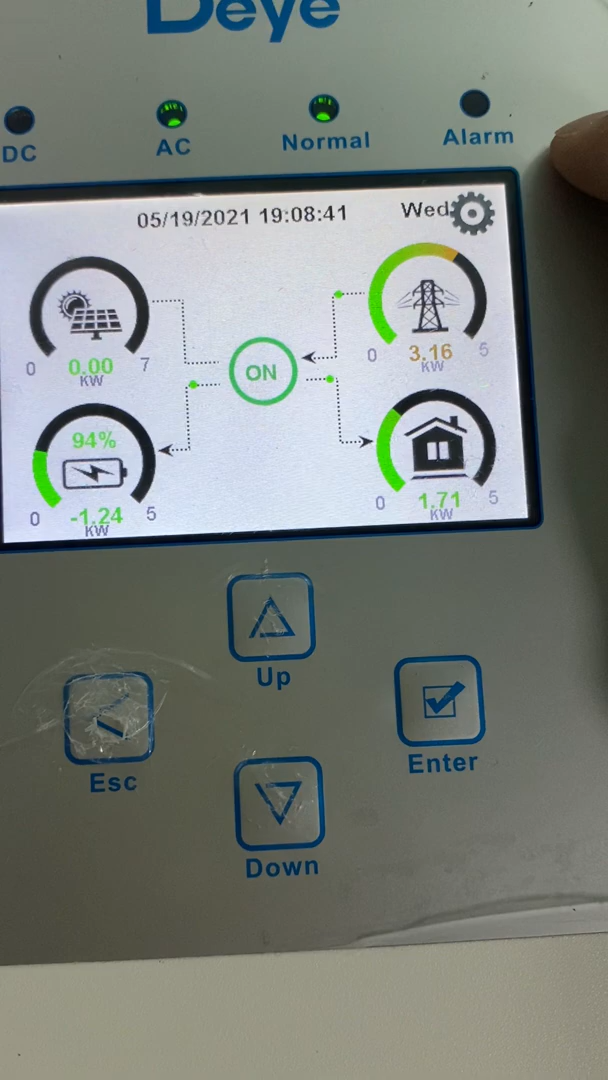 Deye
DC AC Normal Alarm
05/19/2021 19:08:41 Wed
0 0.00 7
KW
0 3.16 5
KW
ON
94%
0 -1.24 5
KW
0 1.71 5
KW
Up
Esc
Enter
Down